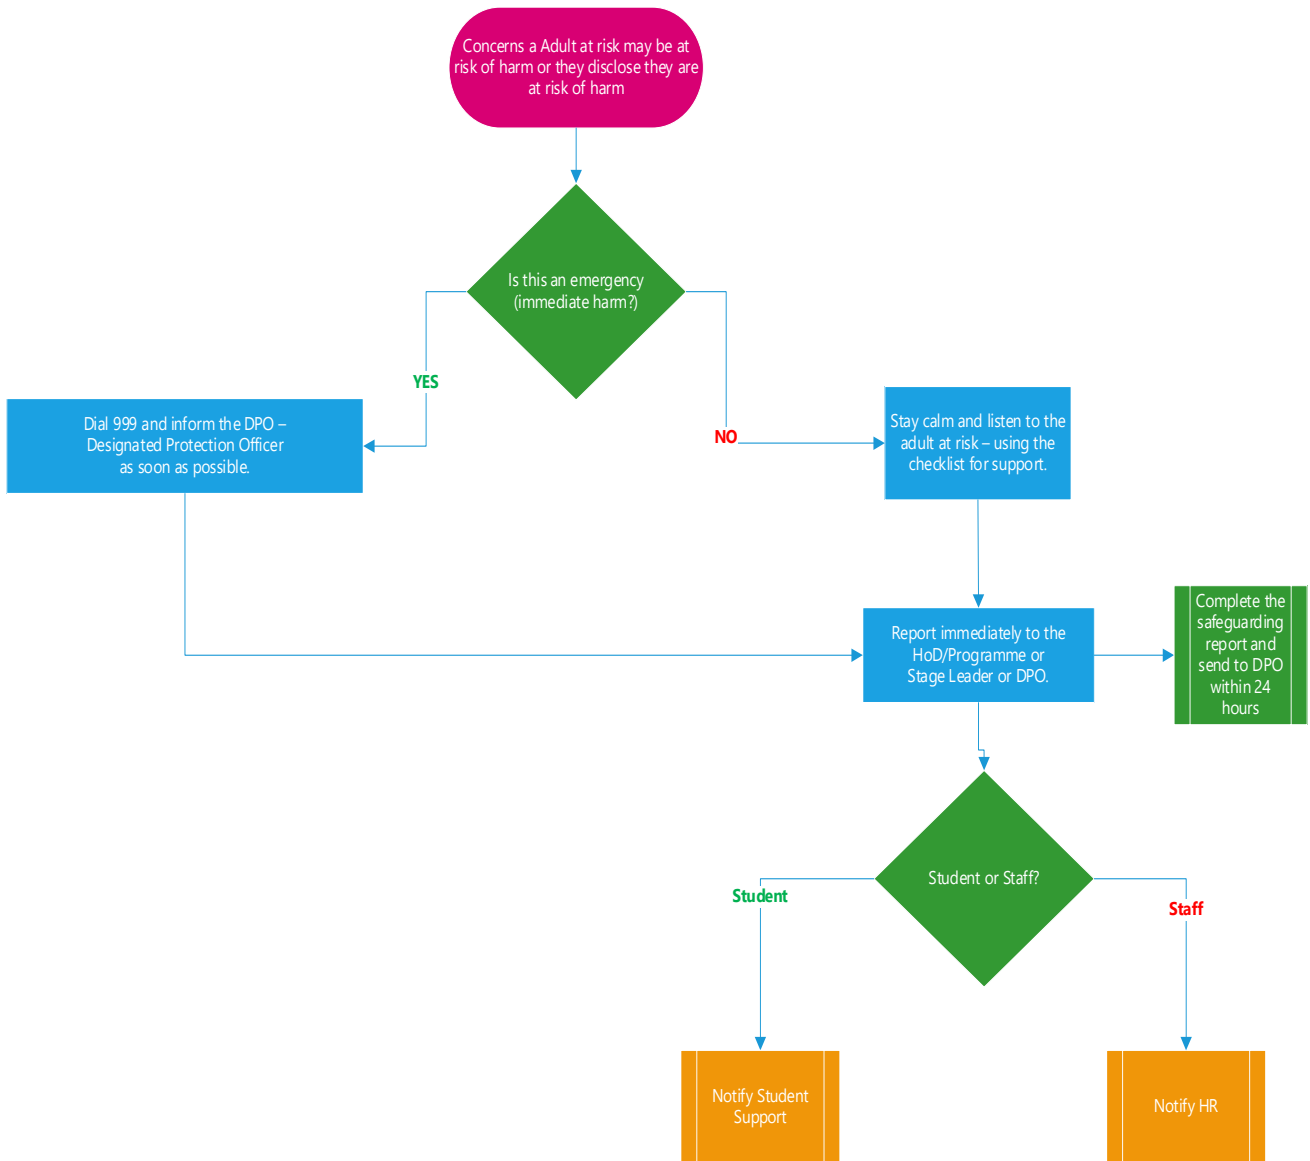 Concerns a Adult at risk may be at
risk of harm or they disclose they are
at risk of harm
Is this an emergency
(immediate harm?)
YES
NO
Dial 999 and inform the DPO –
Designated Protection Officer
as soon as possible.
Stay calm and listen to the
adult at risk – using the
checklist for support.
Report immediately to the
HoD/Programme or
Stage Leader or DPO.
Complete the
safeguarding
report and
send to DPO
within 24
hours
Student or Staff?
Student
Staff
Notify Student
Support
Notify HR